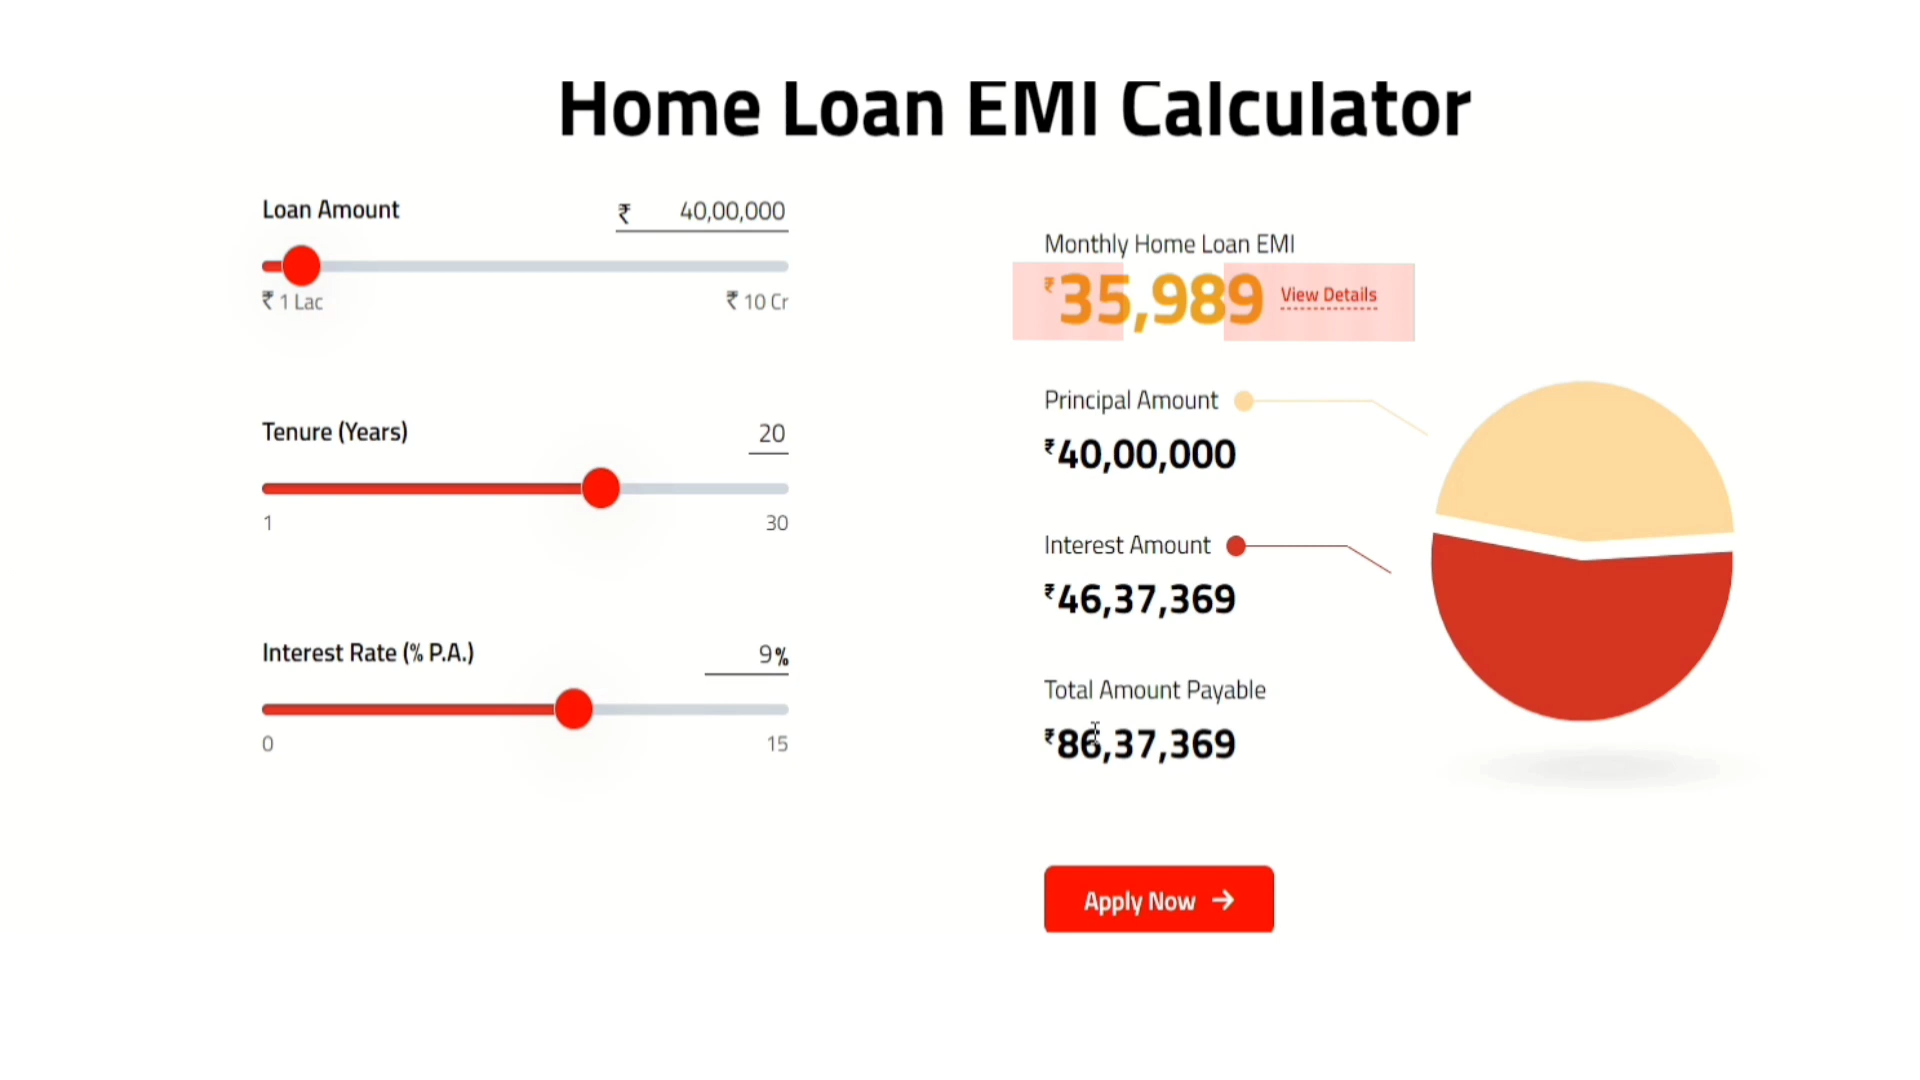 Home Loan EMI Calculator
Loan Amount
₹ 40,00,000
₹ 1 Lac
₹ 10 Cr
Tenure (Years)
20
1
30
Interest Rate (% P.A.)
9%
0
15
Monthly Home Loan EMI
₹35,989 View Details
Principal Amount
₹40,00,000
Interest Amount
₹46,37,369
Total Amount Payable
₹86,37,369
Apply Now →